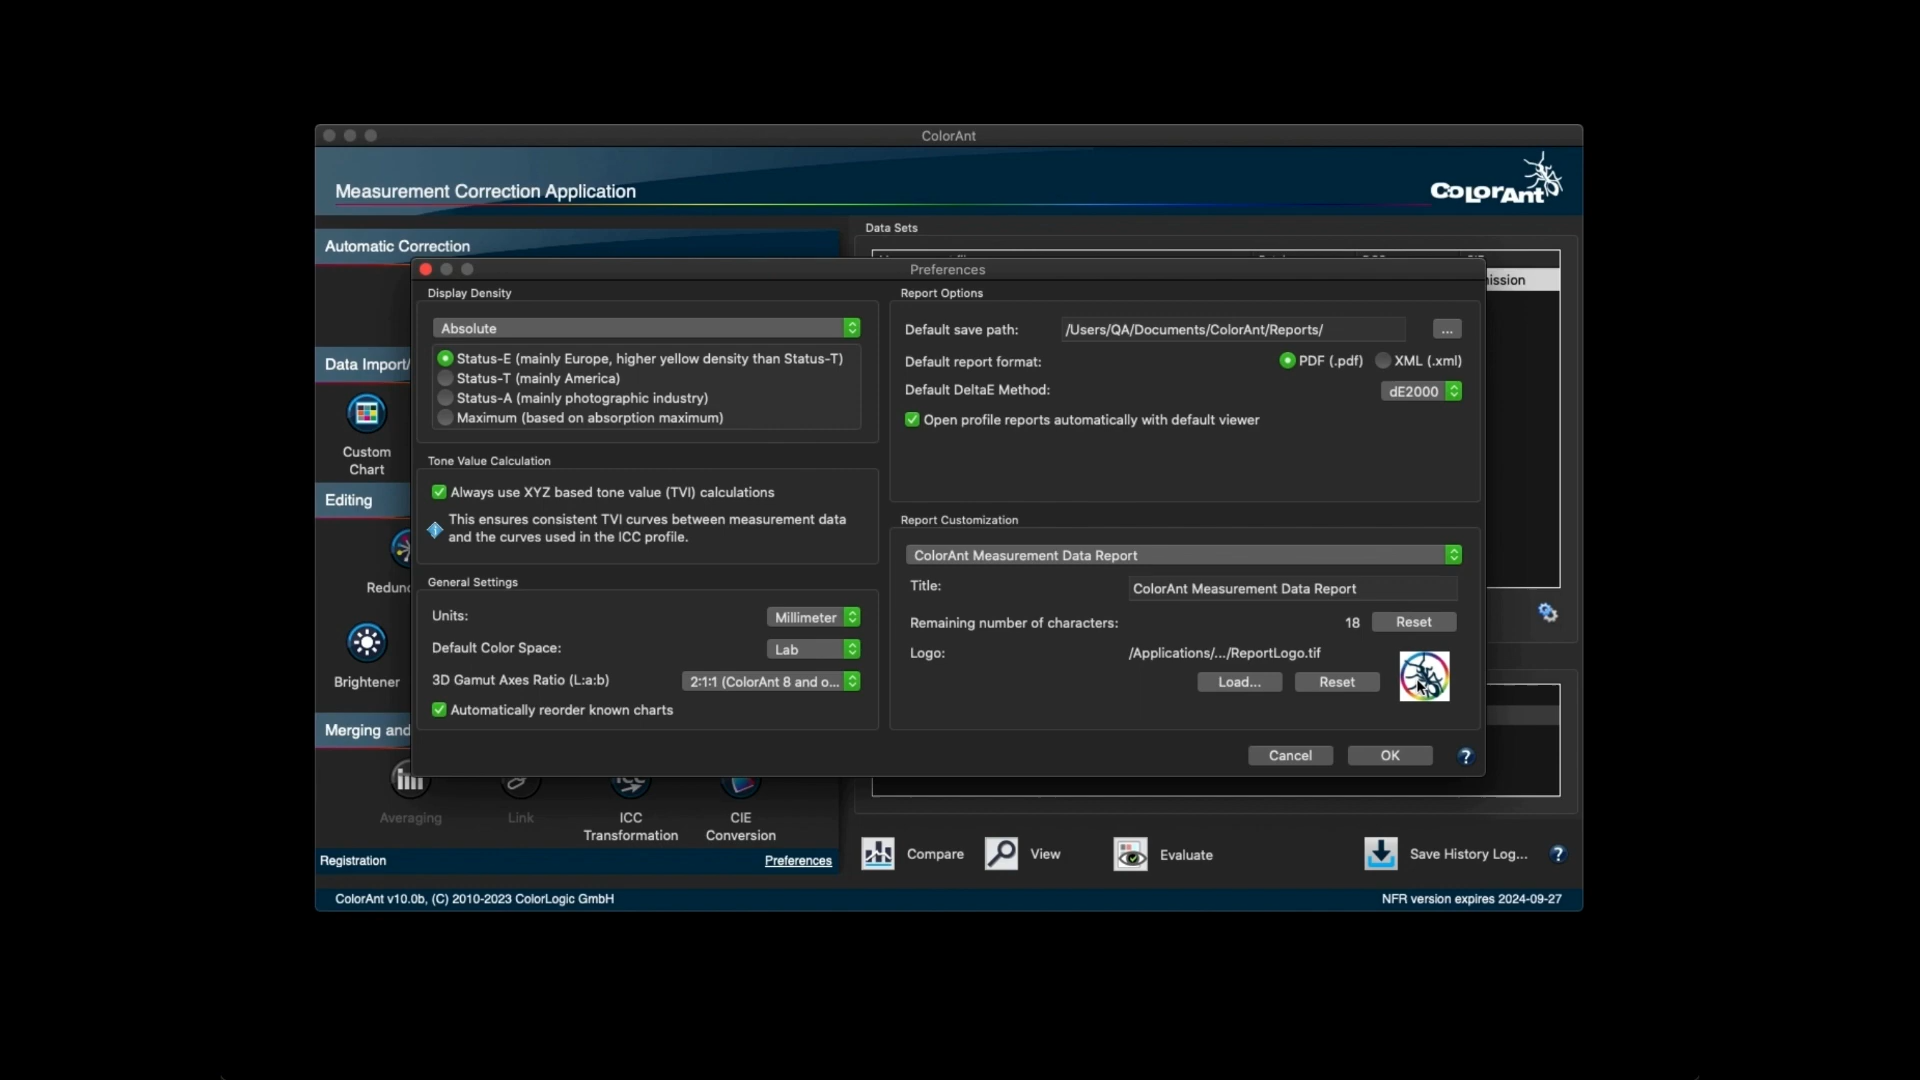 ColorAnt
Measurement Correction Application
ColorAnt
Automatic Correction
Data Sets
ission
Preferences
Display Density
Absolute
Status-E (mainly Europe, higher yellow density than Status-T)
Status-T (mainly America)
Status-A (mainly photographic industry)
Maximum (based on absorption maximum)
Tone Value Calculation
Always use XYZ based tone value (TVI) calculations
This ensures consistent TVI curves between measurement data
and the curves used in the ICC profile.
General Settings
Units:
Millimeter
Default Color Space:
Lab
3D Gamut Axes Ratio (L:a:b)
2:1:1 (ColorAnt 8 and o...
Automatically reorder known charts
Report Options
Default save path:
/Users/QA/Documents/ColorAnt/Reports/
...
Default report format:
PDF (.pdf)
XML (.xml)
Default DeltaE Method:
dE2000
Open profile reports automatically with default viewer
Report Customization
ColorAnt Measurement Data Report
Title:
ColorAnt Measurement Data Report
Remaining number of characters:
18
Reset
Logo:
/Applications/.../ReportLogo.tif
Load...
Reset
Cancel
OK
?
Data Import/
Custom
Chart
Editing
Redund
Brightener
Merging and
Averaging
Link
ICC
Transformation
CIE
Conversion
Registration
Preferences
Compare
View
Evaluate
Save History Log...
?
ColorAnt v10.0b, (C) 2010-2023 ColorLogic GmbH
NFR version expires 2024-09-27